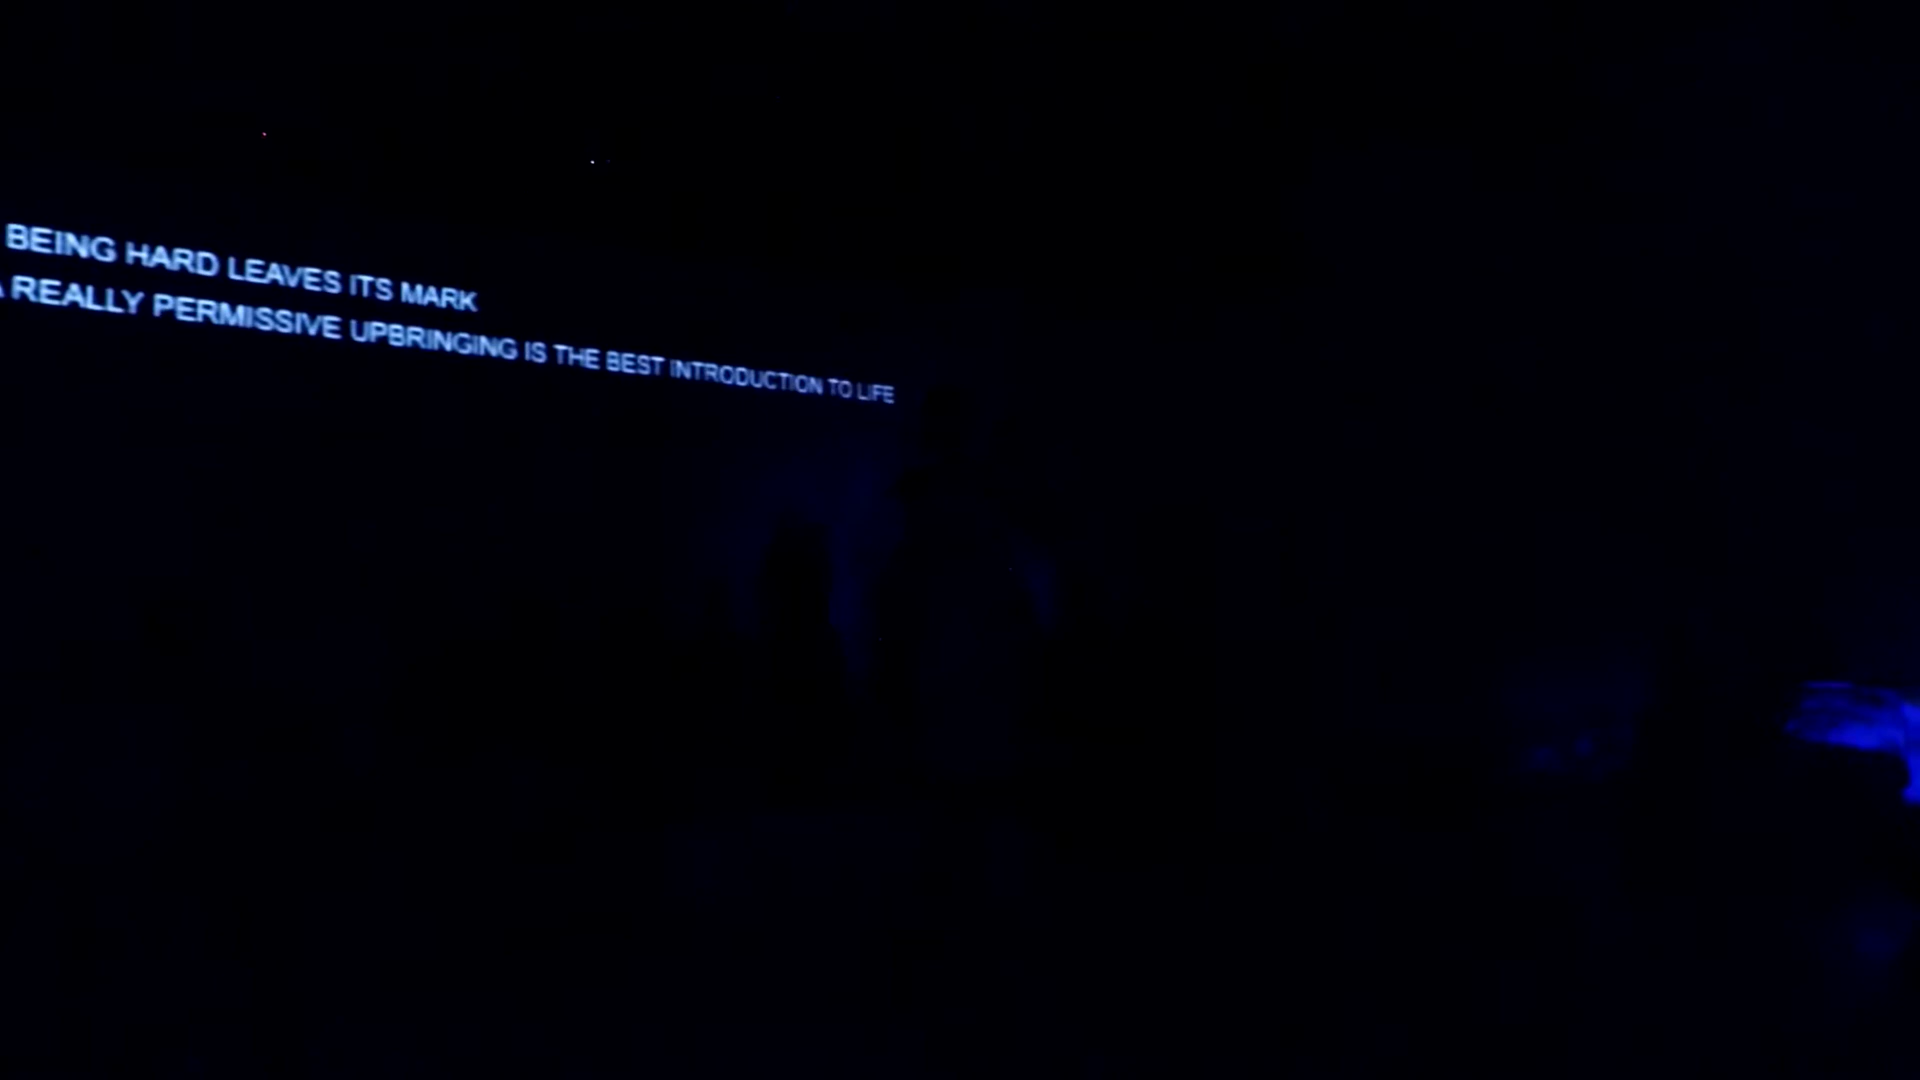 BEING HARD LEAVES ITS MARK
A REALLY PERMISSIVE UPBRINGING IS THE BEST INTRODUCTION TO LIFE